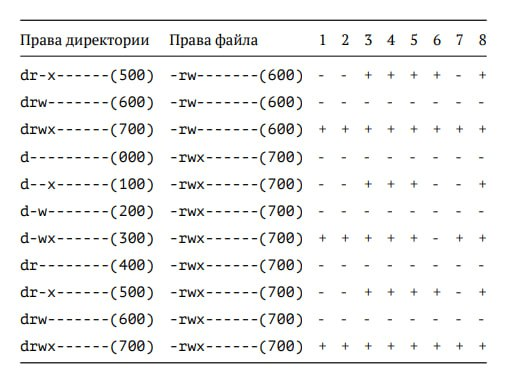 Права директории Права файла 1 2 3 4 5 6 7 8
dr-x------(500) -rw-------(600) - - + + + + - +
drw-------(600) -rw-------(600) - - - - - - - -
drwx------(700) -rw-------(600) + + + + + + + +
d---------(000) -rwx------(700) - - - - - - - -
d--x------(100) -rwx------(700) - - + + + - - +
d-w-------(200) -rwx------(700) - - - - - - - -
d-wx------(300) -rwx------(700) + + + + + - + +
dr--------(400) -rwx------(700) - - - - - - - -
dr-x------(500) -rwx------(700) - - + + + + - +
drw-------(600) -rwx------(700) - - - - - - - -
drwx------(700) -rwx------(700) + + + + + + + +